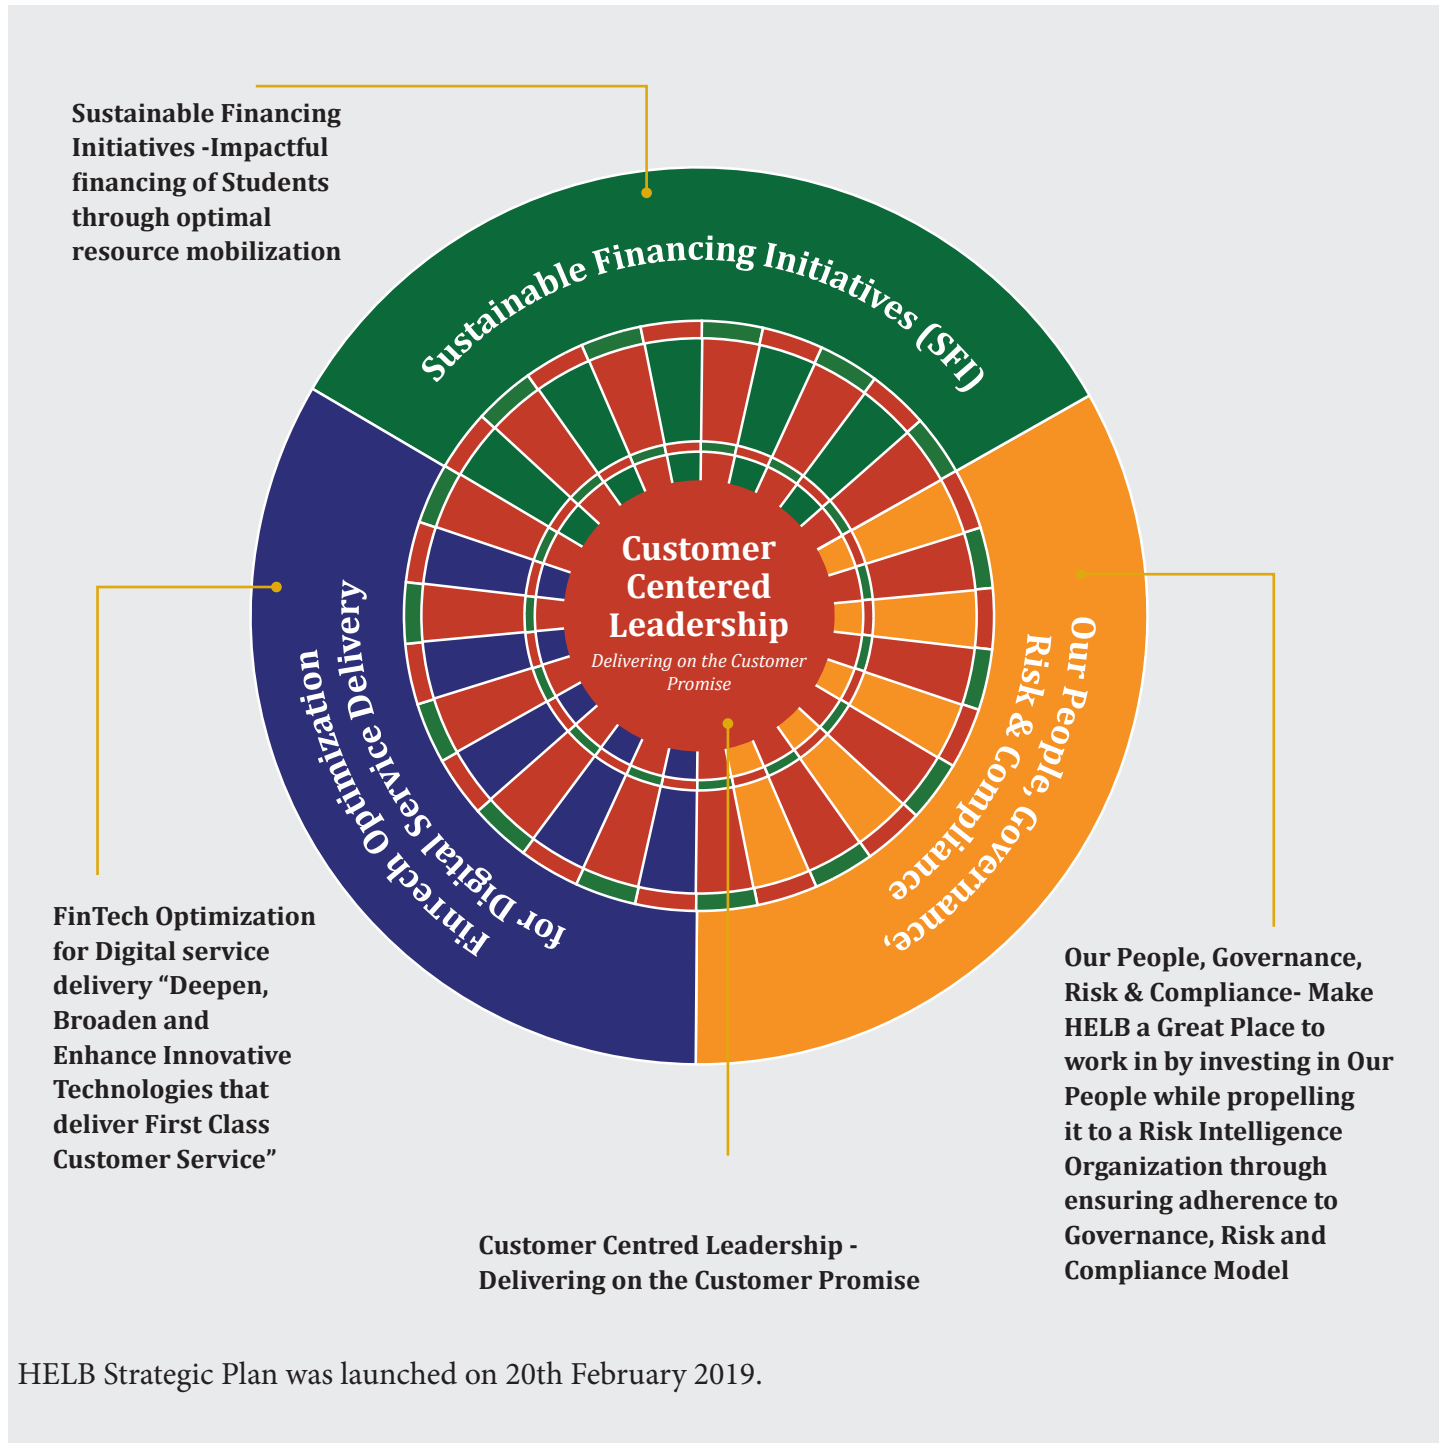 Sustainable Financing
Initiatives -Impactful
financing of Students
through optimal
resource mobilization
Sustainable Financing Initiatives (SFI)
Customer
Centered
Leadership
Delivering on the Customer
Promise
Our People, Governance,
Risk & Compliance
FinTech Optimization
for Digital Service Delivery
FinTech Optimization
for Digital service
delivery “Deepen,
Broaden and
Enhance Innovative
Technologies that
deliver First Class
Customer Service”
Our People, Governance,
Risk & Compliance- Make
HELB a Great Place to
work in by investing in Our
People while propelling
it to a Risk Intelligence
Organization through
ensuring adherence to
Governance, Risk and
Compliance Model
Customer Centred Leadership -
Delivering on the Customer Promise
HELB Strategic Plan was launched on 20th February 2019.